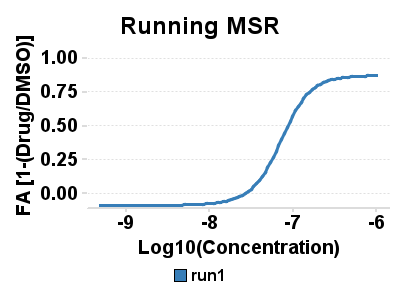 Running MSR
FA [1-(Drug/DMSO)]
1.00
0.75
0.50
0.25
0.00
-9 -8 -7 -6
Log10(Concentration)
run1